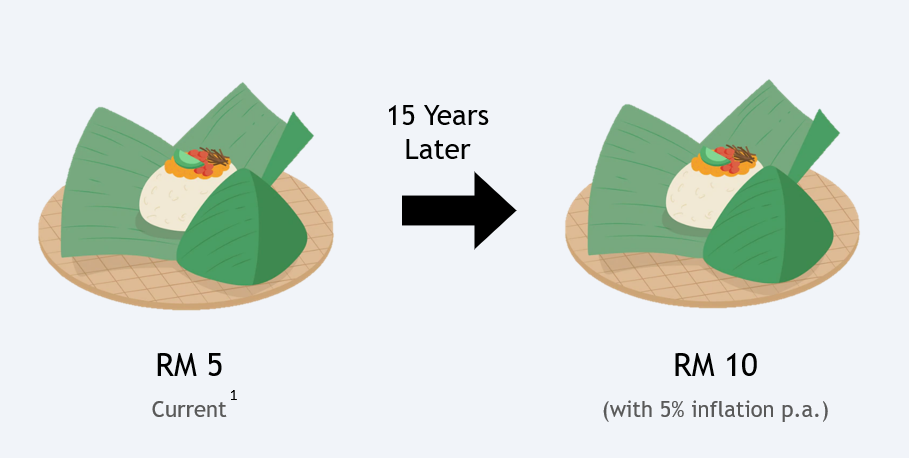 15 Years
Later
RM 5
Current 1
RM 10
(with 5% inflation p.a.)